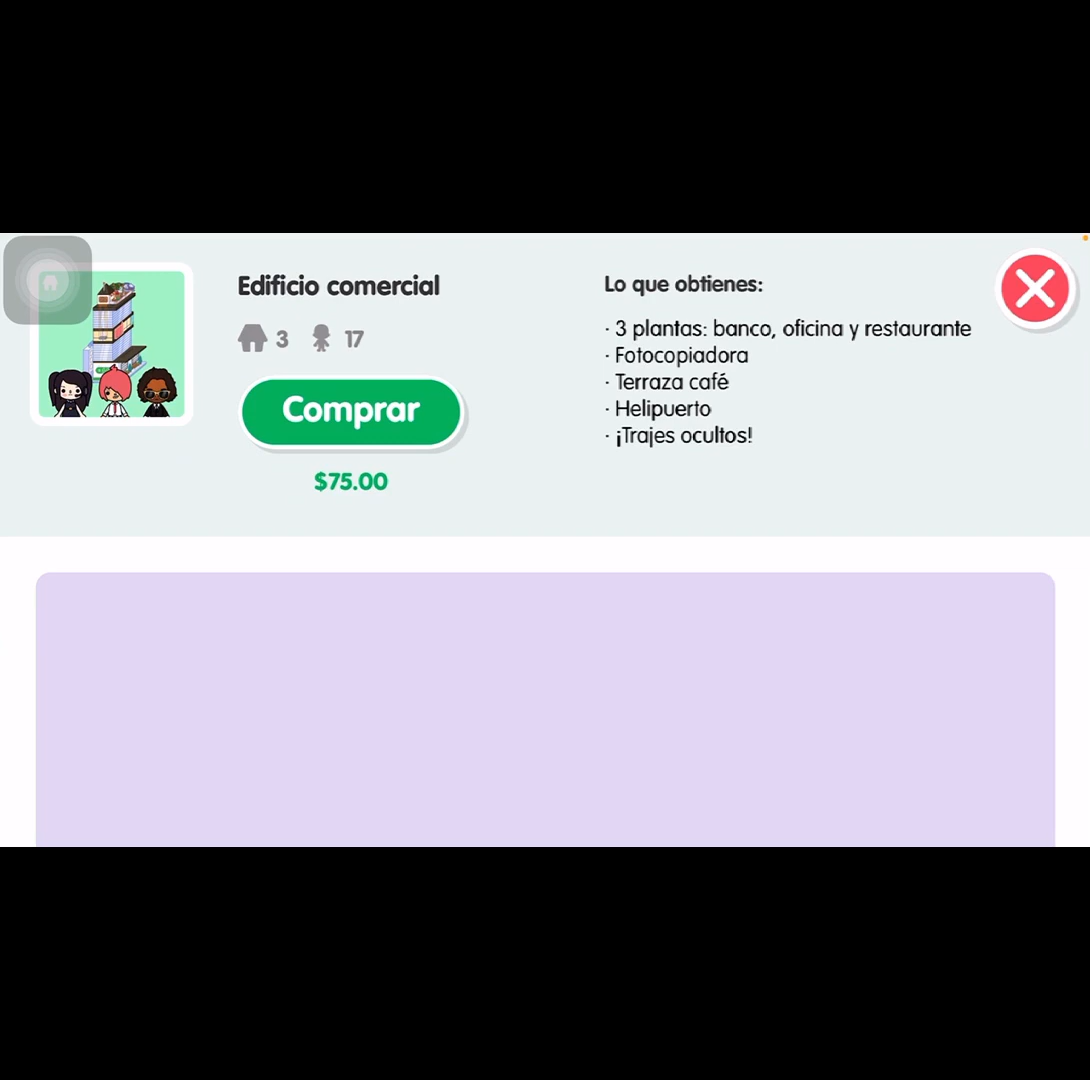 Edificio comercial
3 17
Comprar
$75.00
Lo que obtienes:
· 3 plantas: banco, oficina y restaurante
· Fotocopiadora
· Terraza café
· Helipuerto
· ¡Trajes ocultos!